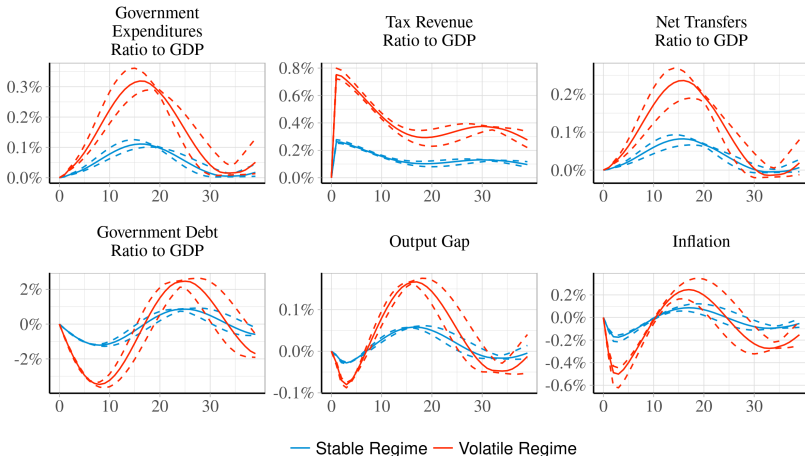 Government
Expenditures
Ratio to GDP
Tax Revenue
Ratio to GDP
Net Transfers
Ratio to GDP
0.3%
0.2%
0.1%
0.0%
0 10 20 30
0.8%
0.6%
0.4%
0.2%
0.0%
0 10 20 30
0.2%
0.1%
0.0%
0 10 20 30
Government Debt
Ratio to GDP
Output Gap
Inflation
2%
0%
-2%
0 10 20 30
0.1%
0.0%
-0.1%
0 10 20 30
0.2%
0.0%
-0.2%
-0.4%
-0.6%
0 10 20 30
Stable Regime Volatile Regime